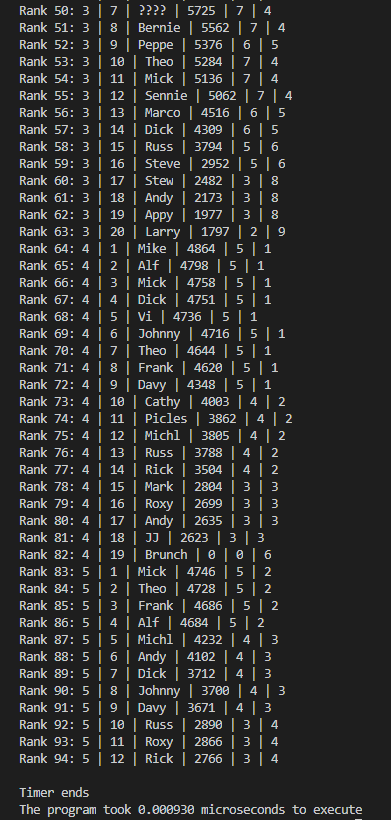 Rank 50: 3 | 7 | ???? | 5725 | 7 | 4
Rank 51: 3 | 8 | Bernie | 5562 | 7 | 4
Rank 52: 3 | 9 | Peppe | 5376 | 6 | 5
Rank 53: 3 | 10 | Theo | 5284 | 7 | 4
Rank 54: 3 | 11 | Mick | 5136 | 7 | 4
Rank 55: 3 | 12 | Sennie | 5062 | 7 | 4
Rank 56: 3 | 13 | Marco | 4516 | 6 | 5
Rank 57: 3 | 14 | Dick | 4309 | 6 | 5
Rank 58: 3 | 15 | Russ | 3794 | 5 | 6
Rank 59: 3 | 16 | Steve | 2952 | 5 | 6
Rank 60: 3 | 17 | Stew | 2482 | 3 | 8
Rank 61: 3 | 18 | Andy | 2173 | 3 | 8
Rank 62: 3 | 19 | Appy | 1977 | 3 | 8
Rank 63: 3 | 20 | Larry | 1797 | 2 | 9
Rank 64: 4 | 1 | Mike | 4864 | 5 | 1
Rank 65: 4 | 2 | Alf | 4798 | 5 | 1
Rank 66: 4 | 3 | Mick | 4758 | 5 | 1
Rank 67: 4 | 4 | Dick | 4751 | 5 | 1
Rank 68: 4 | 5 | Vi | 4736 | 5 | 1
Rank 69: 4 | 6 | Johnny | 4716 | 5 | 1
Rank 70: 4 | 7 | Theo | 4644 | 5 | 1
Rank 71: 4 | 8 | Frank | 4620 | 5 | 1
Rank 72: 4 | 9 | Davy | 4348 | 5 | 1
Rank 73: 4 | 10 | Cathy | 4003 | 4 | 2
Rank 74: 4 | 11 | Picles | 3862 | 4 | 2
Rank 75: 4 | 12 | Michl | 3805 | 4 | 2
Rank 76: 4 | 13 | Russ | 3788 | 4 | 2
Rank 77: 4 | 14 | Rick | 3504 | 4 | 2
Rank 78: 4 | 15 | Mark | 2804 | 3 | 3
Rank 79: 4 | 16 | Roxy | 2699 | 3 | 3
Rank 80: 4 | 17 | Andy | 2635 | 3 | 3
Rank 81: 4 | 18 | JJ | 2623 | 3 | 3
Rank 82: 4 | 19 | Brunch | 0 | 0 | 6
Rank 83: 5 | 1 | Mick | 4746 | 5 | 2
Rank 84: 5 | 2 | Theo | 4728 | 5 | 2
Rank 85: 5 | 3 | Frank | 4686 | 5 | 2
Rank 86: 5 | 4 | Alf | 4684 | 5 | 2
Rank 87: 5 | 5 | Michl | 4232 | 4 | 3
Rank 88: 5 | 6 | Andy | 4102 | 4 | 3
Rank 89: 5 | 7 | Dick | 3712 | 4 | 3
Rank 90: 5 | 8 | Johnny | 3700 | 4 | 3
Rank 91: 5 | 9 | Davy | 3671 | 4 | 3
Rank 92: 5 | 10 | Russ | 2890 | 3 | 4
Rank 93: 5 | 11 | Roxy | 2866 | 3 | 4
Rank 94: 5 | 12 | Rick | 2766 | 3 | 4
Timer ends
The program took 0.000930 microseconds to execute